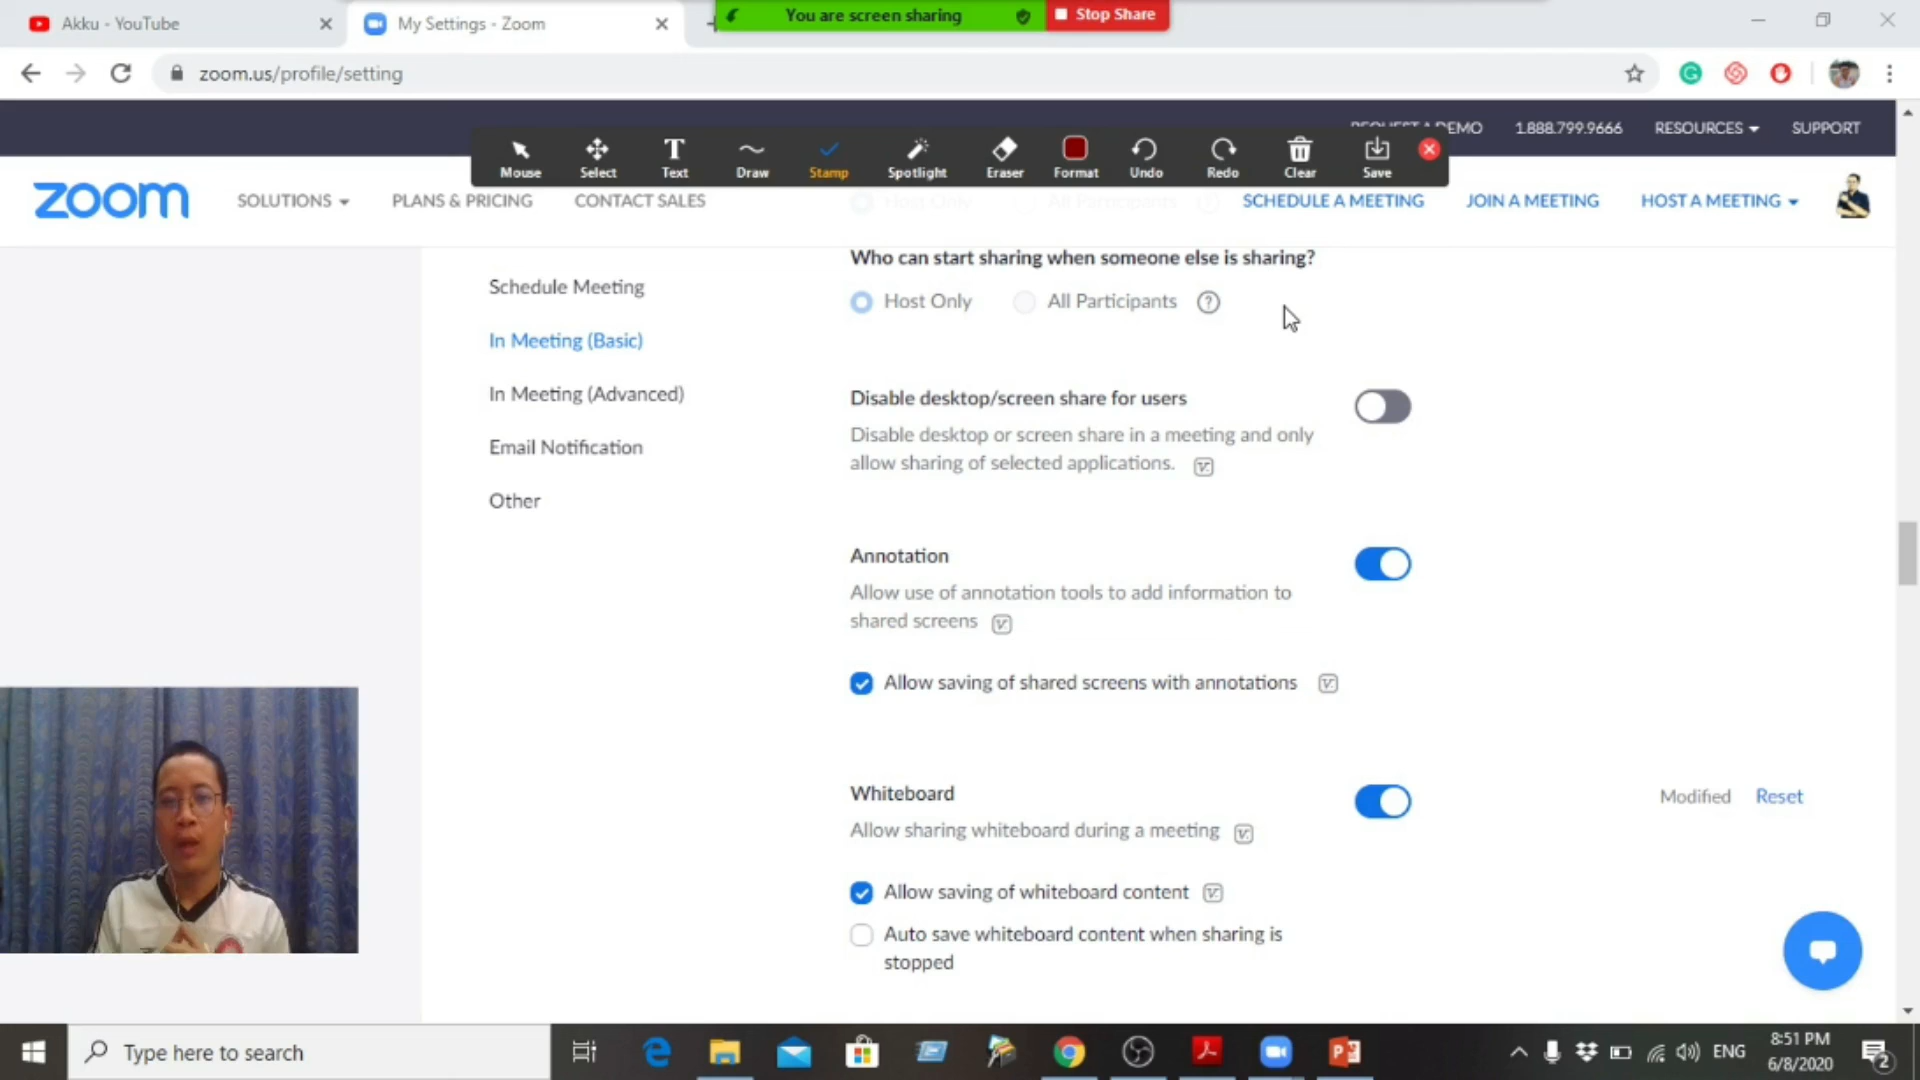 Akku - YouTube
My Settings - Zoom
You are screen sharing
Stop Share
zoom.us/profile/setting
REQUEST A DEMO
1.888.799.9666
RESOURCES
SUPPORT
Mouse
Select
Text
Draw
Stamp
Spotlight
Eraser
Format
Undo
Redo
Clear
Save
zoom
SOLUTIONS
PLANS & PRICING
CONTACT SALES
Host Only
All Participants
SCHEDULE A MEETING
JOIN A MEETING
HOST A MEETING
Schedule Meeting
In Meeting (Basic)
In Meeting (Advanced)
Email Notification
Other
Who can start sharing when someone else is sharing?
Host Only
All Participants
Disable desktop/screen share for users
Disable desktop or screen share in a meeting and only
allow sharing of selected applications.
Annotation
Allow use of annotation tools to add information to
shared screens
Allow saving of shared screens with annotations
Whiteboard
Modified
Reset
Allow sharing whiteboard during a meeting
Allow saving of whiteboard content
Auto save whiteboard content when sharing is
stopped
Type here to search
ENG
8:51 PM
6/8/2020
2